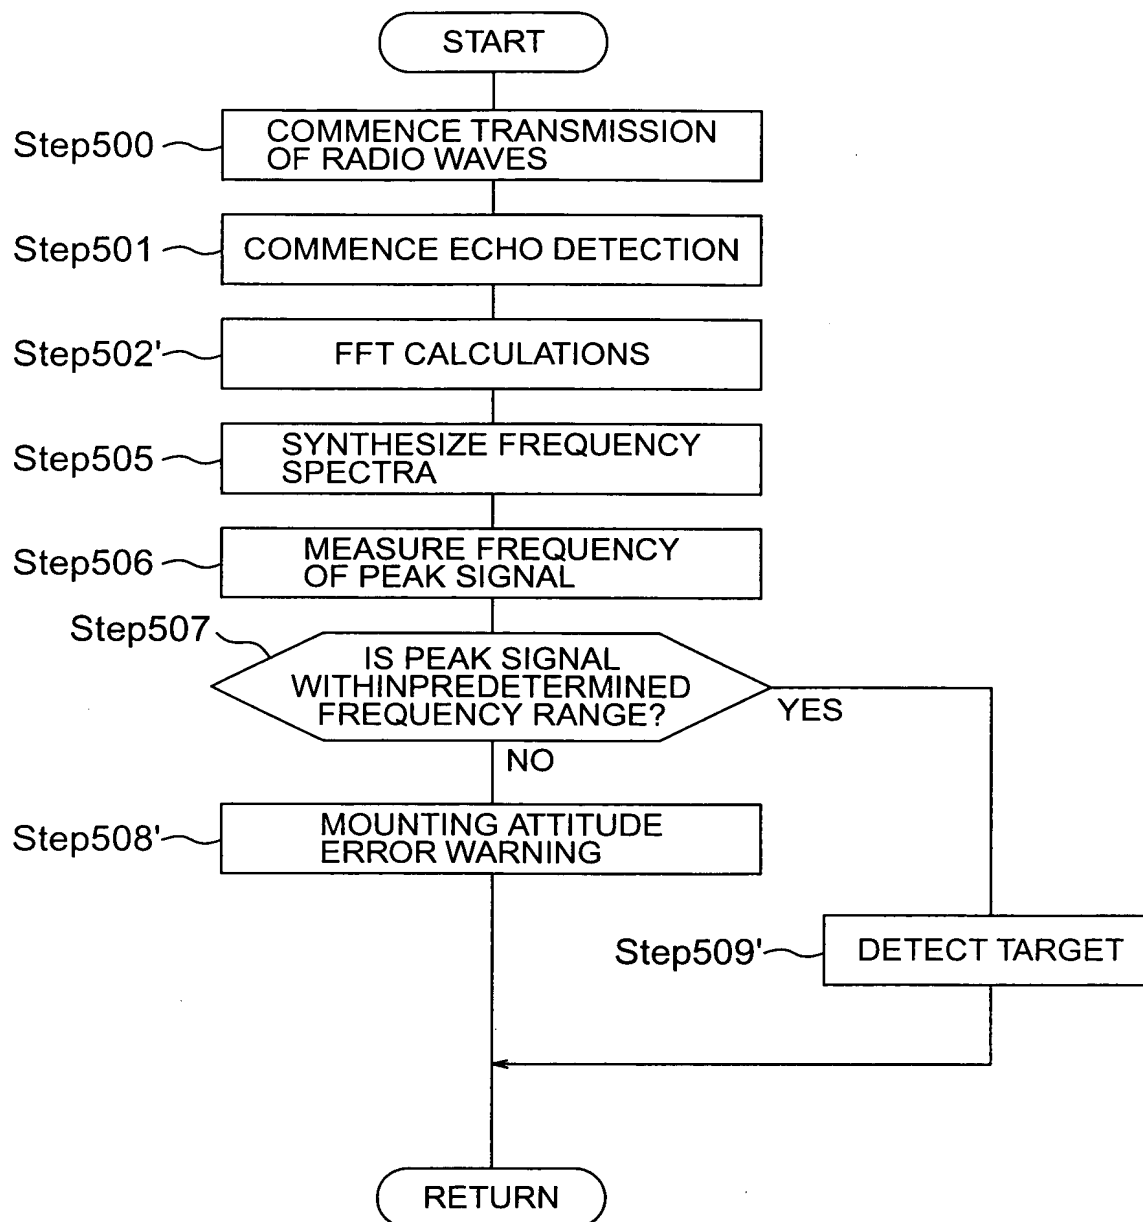 START
Step500
COMMENCE TRANSMISSION
OF RADIO WAVES
Step501
COMMENCE ECHO DETECTION
Step502'
FFT CALCULATIONS
Step505
SYNTHESIZE FREQUENCY
SPECTRA
Step506
MEASURE FREQUENCY
OF PEAK SIGNAL
Step507
IS PEAK SIGNAL
WITHINPREDETERMINED
FREQUENCY RANGE?
YES
NO
Step508'
MOUNTING ATTITUDE
ERROR WARNING
Step509'
DETECT TARGET
RETURN